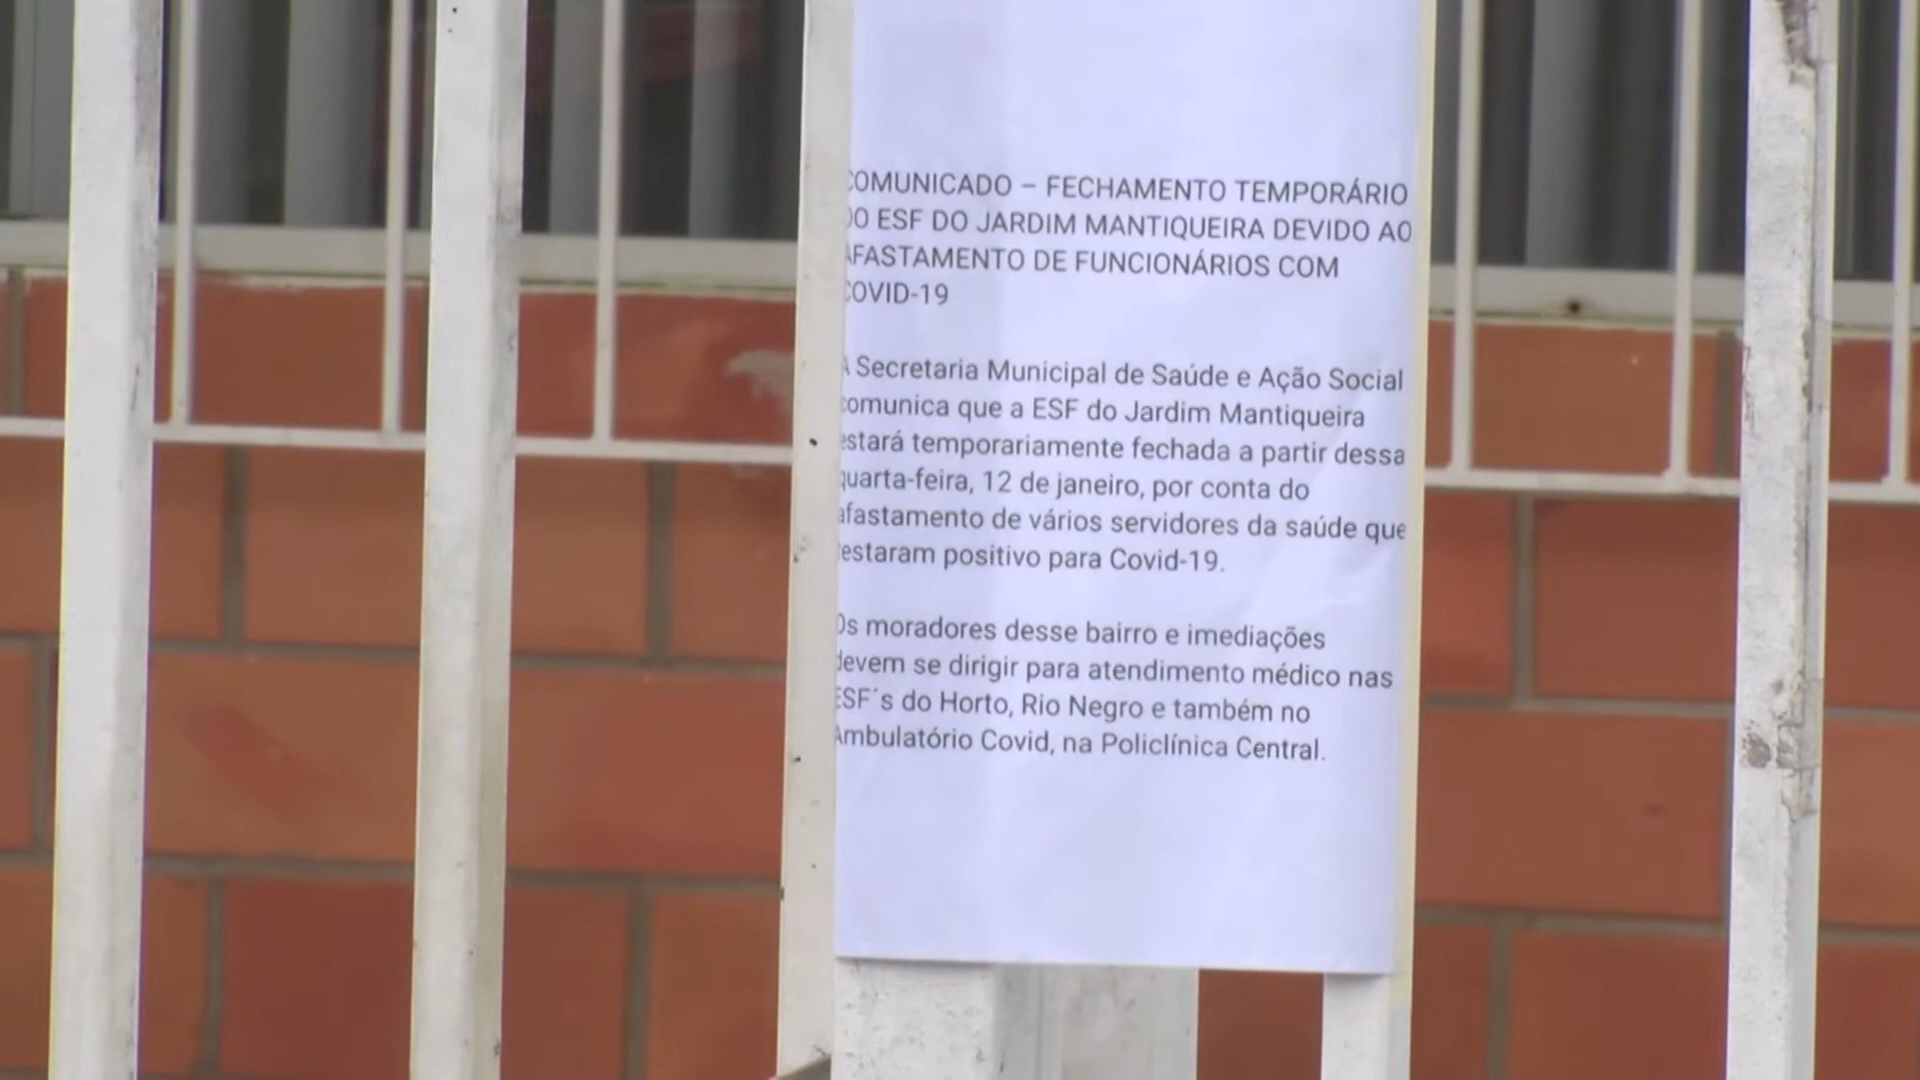 COMUNICADO – FECHAMENTO TEMPORÁRIO
DO ESF DO JARDIM MANTIQUEIRA DEVIDO AO
AFASTAMENTO DE FUNCIONÁRIOS COM
COVID-19
A Secretaria Municipal de Saúde e Ação Social
comunica que a ESF do Jardim Mantiqueira
estará temporariamente fechada a partir dessa
quarta-feira, 12 de janeiro, por conta do
afastamento de vários servidores da saúde que
testaram positivo para Covid-19.
Os moradores desse bairro e imediações
devem se dirigir para atendimento médico nas
ESF´s do Horto, Rio Negro e também no
Ambulatório Covid, na Policlínica Central.